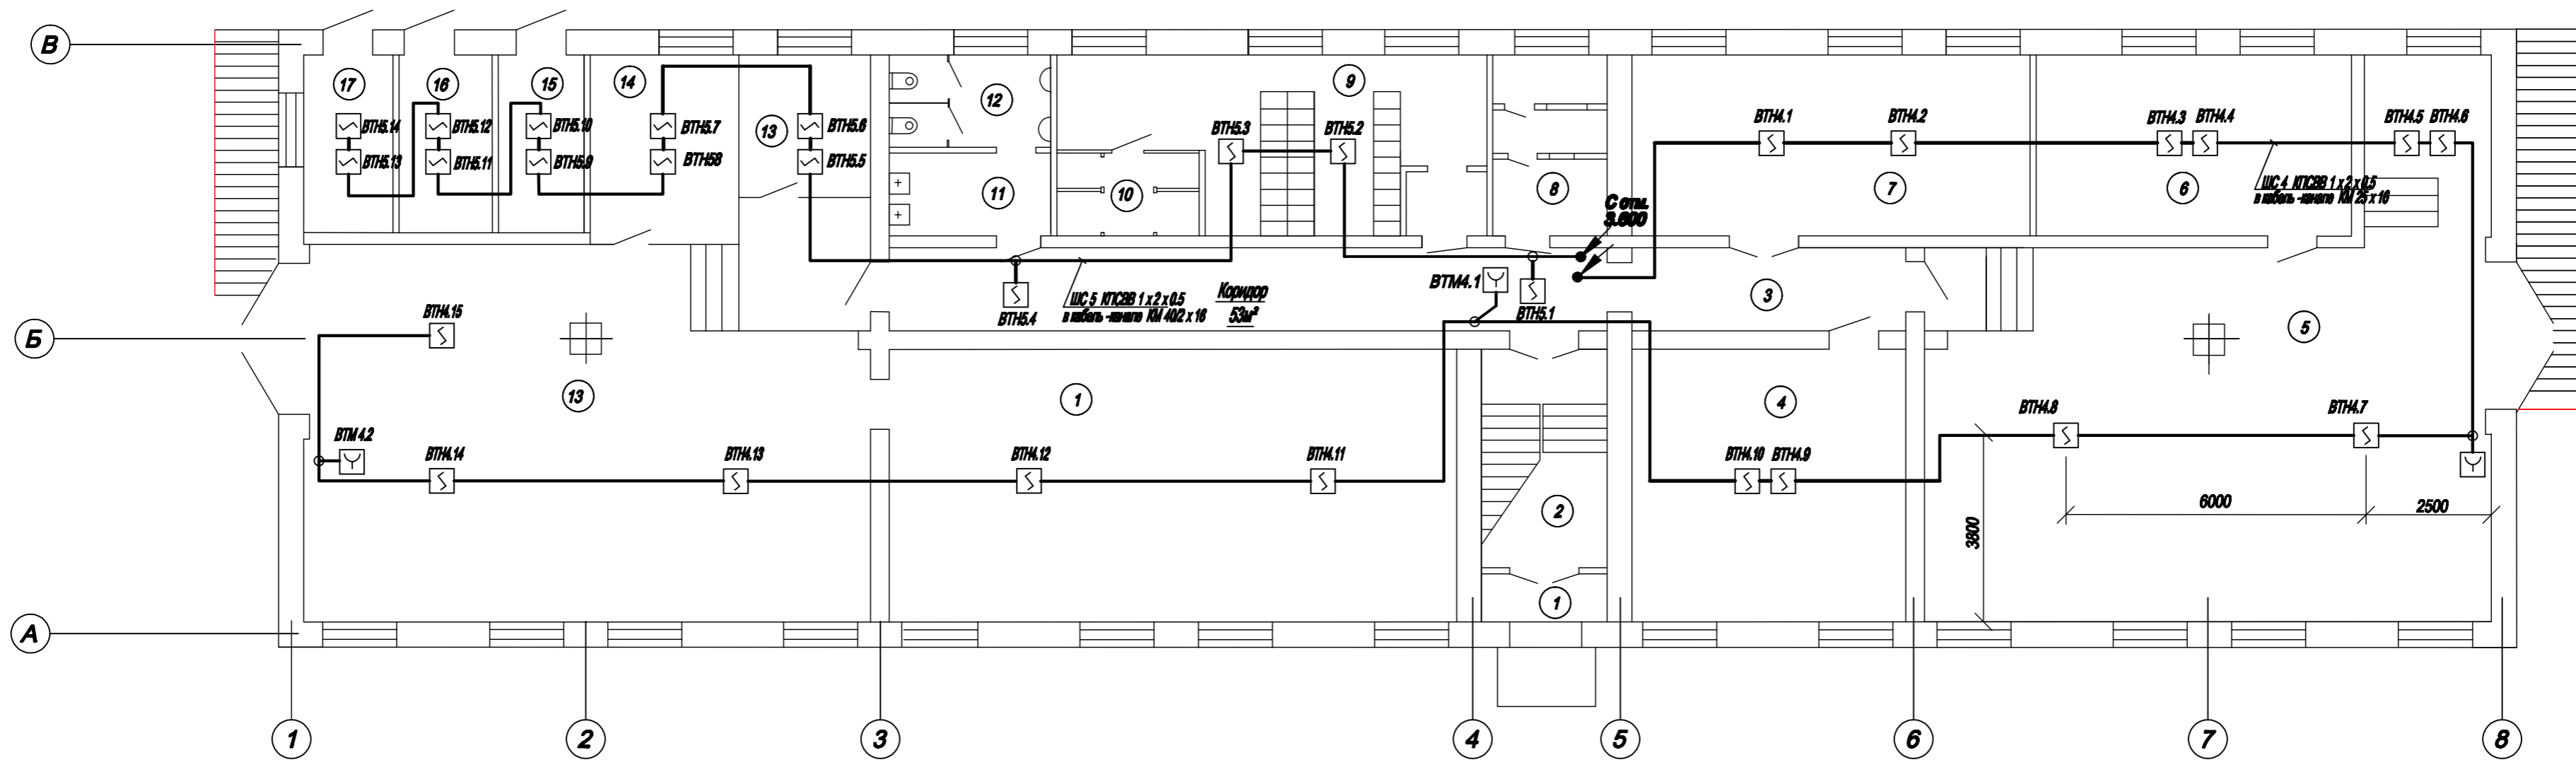 В
17
16
15
14
13
12
11
10
9
8
7
6
ВТН5.14
ВТН5.13
ВТН5.12
ВТН5.11
ВТН5.10
ВТН5.9
ВТН5.7
ВТН58
ВТН5.6
ВТН5.5
ВТН5.3
ВТН5.2
ВТН4.1
ВТН4.2
ВТН4.3
ВТН4.4
ВТН4.5
ВТН4.6
ШС 4 КПСВВ 1 х 2 х 0.5
в кабель -канале КМ 25 х 16
С отм.
3.600
ВТН5.4
ШС 5 КПСВВ 1 х 2 х 0.5
в кабель -канале КМ 40/2 х 16
Коридор
53м²
ВТМ4.1
ВТН5.1
3
5
Б
ВТН4.15
13
1
4
ВТМ 4.2
ВТН4.14
ВТН4.13
ВТН4.12
ВТН4.11
ВТН4.10
ВТН4.9
ВТН4.8
ВТН4.7
6000
2500
3800
2
1
А
1
2
3
4
5
6
7
8